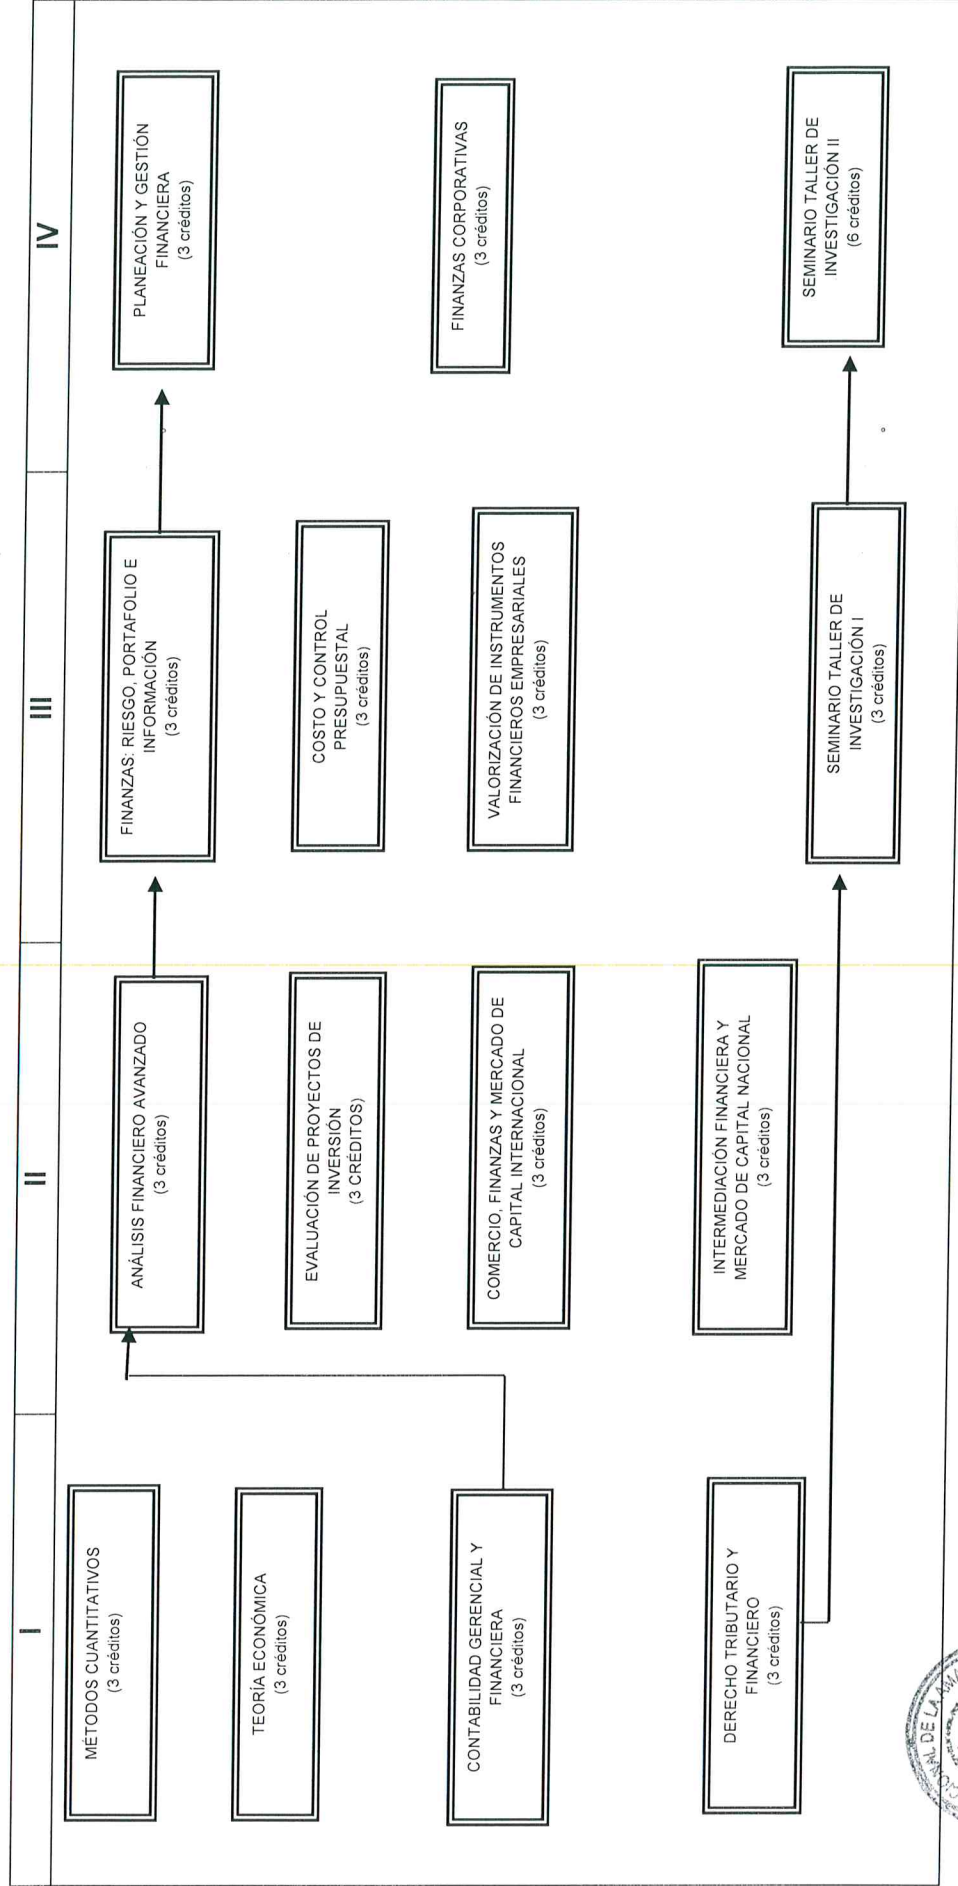 I
II
III
IV
MÉTODOS CUANTITATIVOS
(3 créditos)
TEORÍA ECONÓMICA
(3 créditos)
CONTABILIDAD GERENCIAL Y
FINANCIERA
(3 créditos)
DERECHO TRIBUTARIO Y
FINANCIERO
(3 créditos)
ANÁLISIS FINANCIERO AVANZADO
(3 créditos)
EVALUACIÓN DE PROYECTOS DE
INVERSIÓN
(3 CRÉDITOS)
COMERCIO, FINANZAS Y MERCADO DE
CAPITAL INTERNACIONAL
(3 créditos)
INTERMEDIACIÓN FINANCIERA Y
MERCADO DE CAPITAL NACIONAL
(3 créditos)
FINANZAS: RIESGO, PORTAFOLIO E
INFORMACIÓN
(3 créditos)
COSTO Y CONTROL
PRESUPUESTAL
(3 créditos)
VALORIZACIÓN DE INSTRUMENTOS
FINANCIEROS EMPRESARIALES
(3 créditos)
SEMINARIO TALLER DE
INVESTIGACIÓN I
(3 créditos)
PLANEACIÓN Y GESTIÓN
FINANCIERA
(3 créditos)
FINANZAS CORPORATIVAS
(3 créditos)
SEMINARIO TALLER DE
INVESTIGACIÓN II
(6 créditos)
DE LA